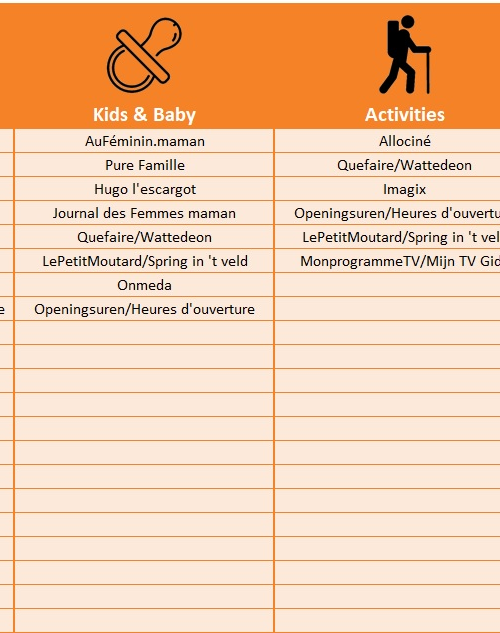 Kids & Baby Activities
AuFéminin.maman Allociné
Pure Famille Quefaire/Wattedeon
Hugo l'escargot Imagix
Journal des Femmes maman Openingsuren/Heures d'ouvertu
Quefaire/Wattedeon LePetitMoutard/Spring in 't vel
LePetitMoutard/Spring in 't veld MonprogrammeTV/Mijn TV Gid
Onmeda
e Openingsuren/Heures d'ouverture